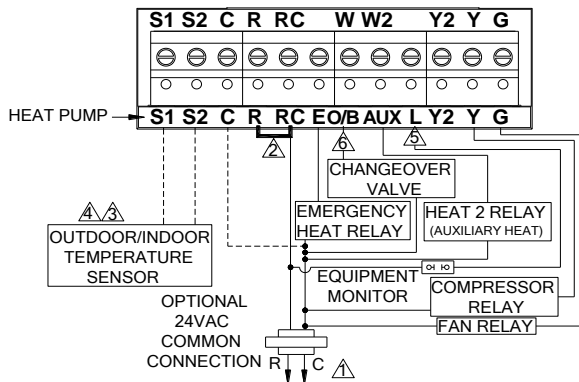 S1 S2 C R RC W W2 Y2 Y G
HEAT PUMP
S1 S2 C R RC E O/B AUX L Y2 Y G
2
6
5
CHANGEOVER
VALVE
4 3
OUTDOOR/INDOOR
TEMPERATURE
SENSOR
EMERGENCY
HEAT RELAY
HEAT 2 RELAY
(AUXILIARY HEAT)
EQUIPMENT
MONITOR
COMPRESSOR
RELAY
FAN RELAY
OPTIONAL
24VAC
COMMON
CONNECTION
R C
1